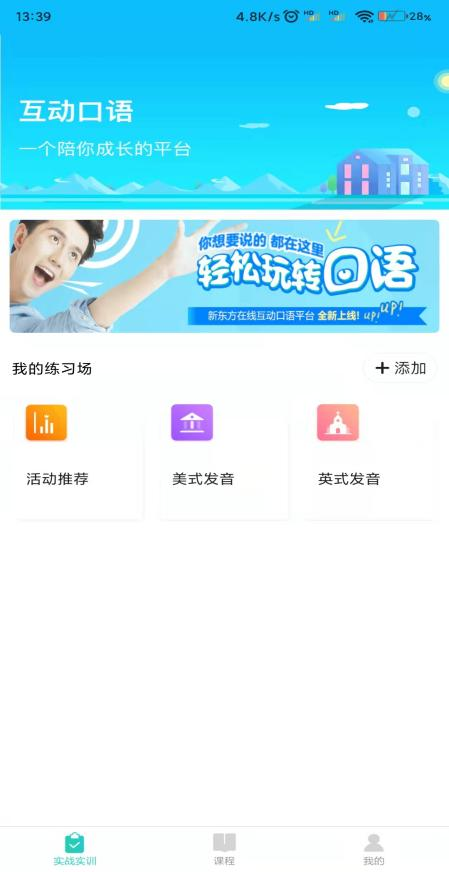 13:39
4.8K/s HD HD 28%
互动口语
一个陪你成长的平台
你想要说的 都在这里
轻松玩转口语
新东方在线互动口语平台 全新上线! up! up!
我的练习场
+ 添加
活动推荐
美式发音
英式发音
实战实训
课程
我的